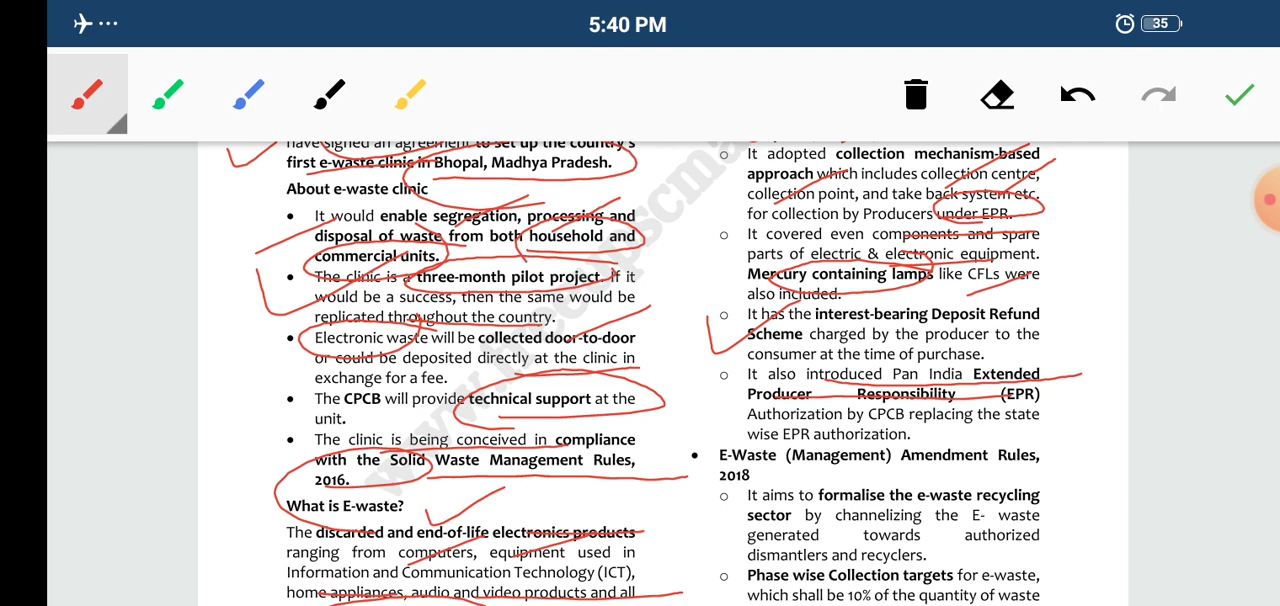 5:40 PM
35
have signed an agreement to set up the country's
first e-waste clinic in Bhopal, Madhya Pradesh.
About e-waste clinic
• It would enable segregation, processing and
disposal of waste from both household and
commercial units.
• The clinic is a three-month pilot project. If it
would be a success, then the same would be
replicated throughout the country.
• Electronic waste will be collected door-to-door
or could be deposited directly at the clinic in
exchange for a fee.
• The CPCB will provide technical support at the
unit.
• The clinic is being conceived in compliance
with the Solid Waste Management Rules,
2016.
What is E-waste?
The discarded and end-of-life electronics products
ranging from computers, equipment used in
Information and Communication Technology (ICT),
home appliances, audio and video products and all
o It adopted collection mechanism-based
approach which includes collection centre,
collection point, and take back system etc.
for collection by Producers under EPR.
o It covered even components and spare
parts of electric & electronic equipment.
Mercury containing lamps like CFLs were
also included.
o It has the interest-bearing Deposit Refund
Scheme charged by the producer to the
consumer at the time of purchase.
o It also introduced Pan India Extended
Producer Responsibility (EPR)
Authorization by CPCB replacing the state
wise EPR authorization.
• E-Waste (Management) Amendment Rules,
2018
o It aims to formalise the e-waste recycling
sector by channelizing the E- waste
generated towards authorized
dismantlers and recyclers.
o Phase wise Collection targets for e-waste,
which shall be 10% of the quantity of waste